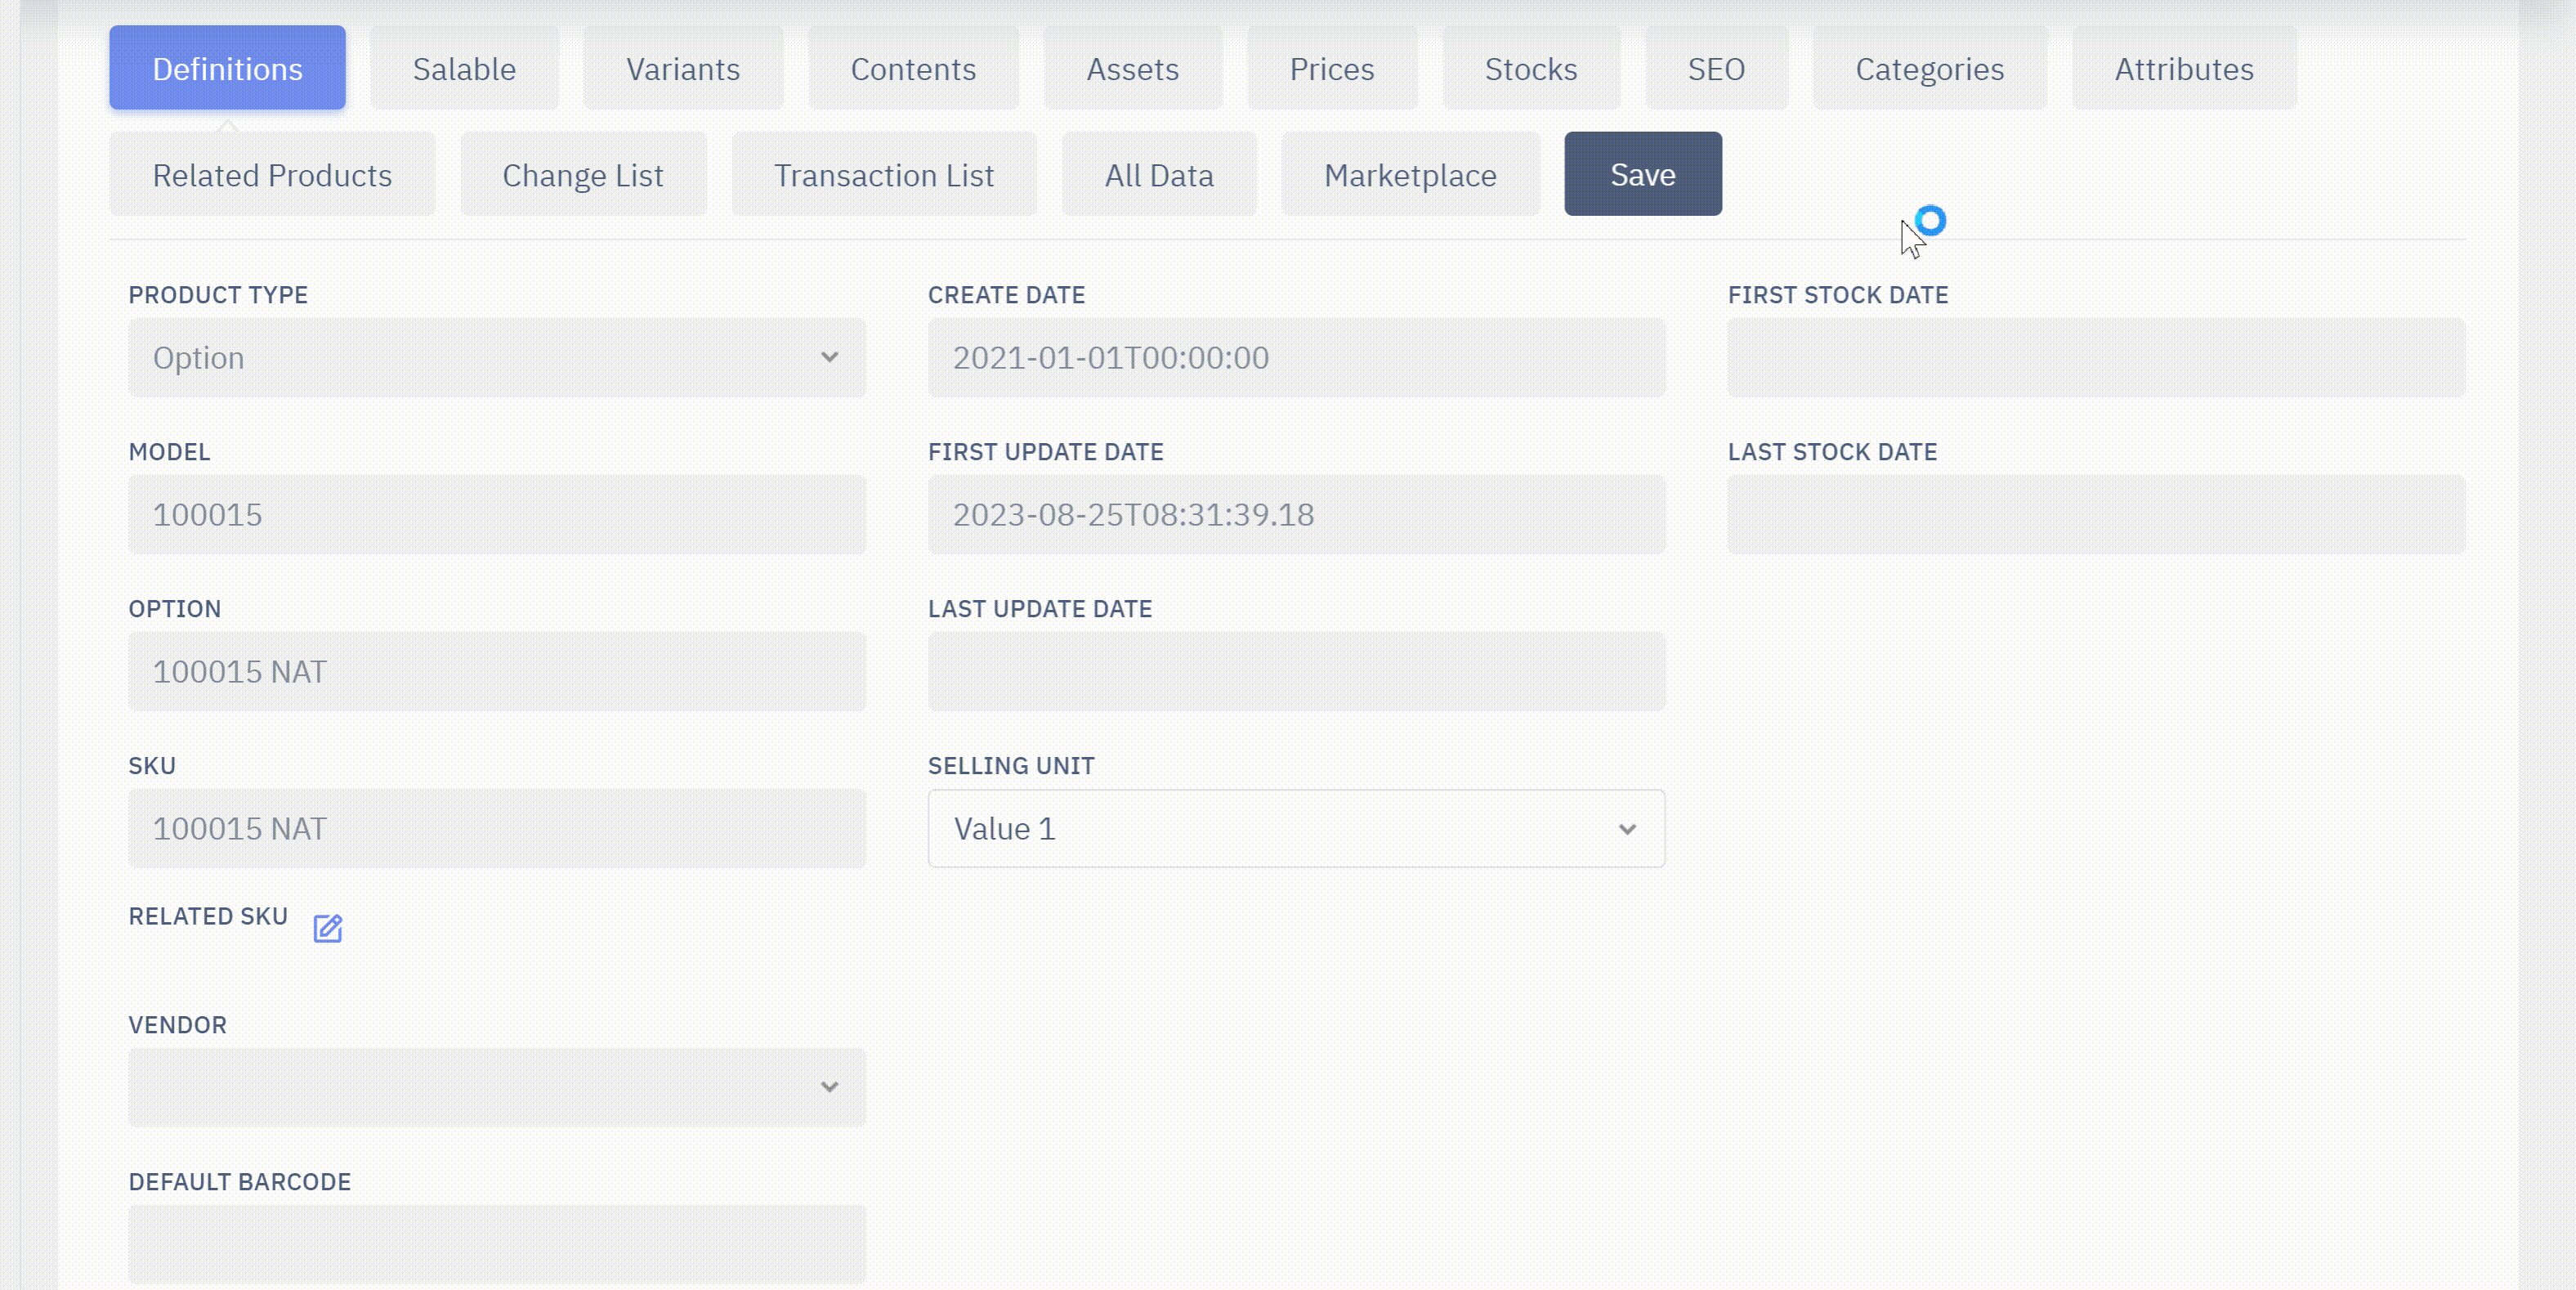 Definitions Salable Variants Contents Assets Prices Stocks SEO Categories Attributes
Related Products Change List Transaction List All Data Marketplace Save
PRODUCT TYPE CREATE DATE FIRST STOCK DATE
Option 2021-01-01T00:00:00
MODEL FIRST UPDATE DATE LAST STOCK DATE
100015 2023-08-25T08:31:39.18
OPTION LAST UPDATE DATE
100015 NAT
SKU SELLING UNIT
100015 NAT Value 1
RELATED SKU
VENDOR
DEFAULT BARCODE